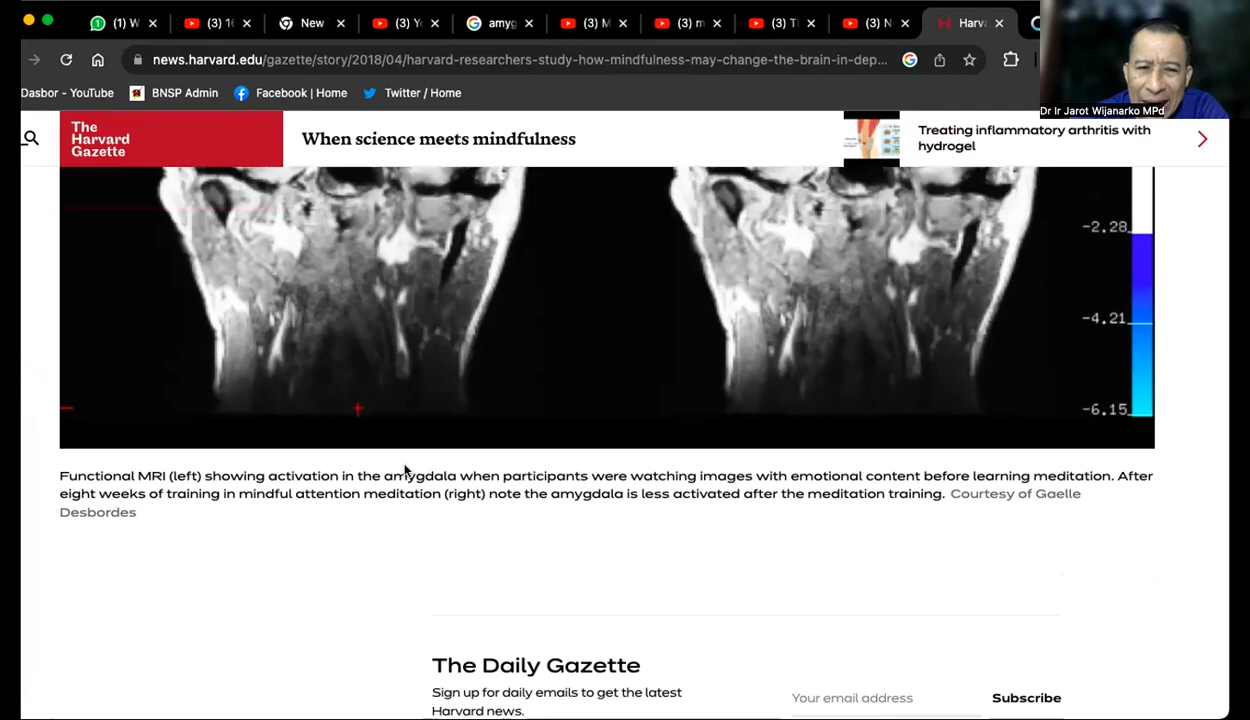 (1) W
(3) 1
New
(3) Y
amyg
(3) M
(3) m
(3) T
(3) N
Harv
news.harvard.edu/gazette/story/2018/04/harvard-researchers-study-how-mindfulness-may-change-the-brain-in-dep...
Dasbor - YouTube
BNSP Admin
Facebook | Home
Twitter / Home
Dr Ir Jarot Wijanarko MPd
The
Harvard
Gazette
When science meets mindfulness
Treating inflammatory arthritis with
hydrogel
-2.28
-4.21
-6.15
Functional MRI (left) showing activation in the amygdala when participants were watching images with emotional content before learning meditation. After
eight weeks of training in mindful attention meditation (right) note the amygdala is less activated after the meditation training. Courtesy of Gaelle
Desbordes
The Daily Gazette
Sign up for daily emails to get the latest
Harvard news.
Your email address
Subscribe